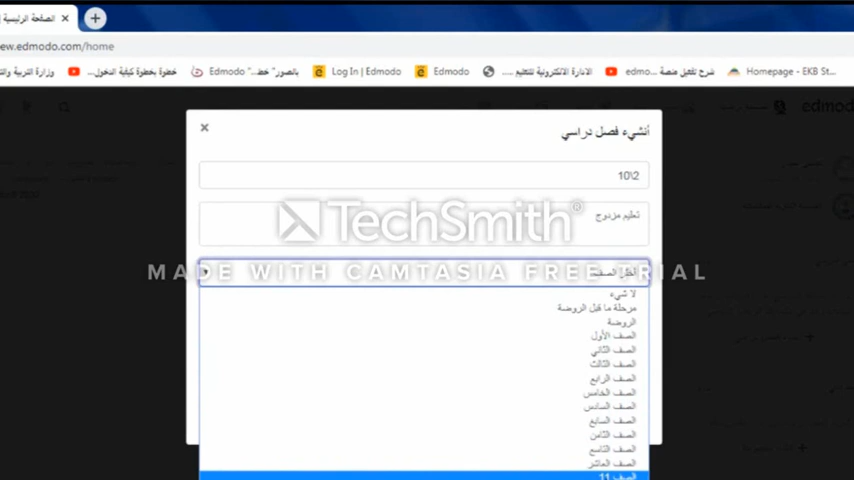 الصفحة الرئيسية
ew.edmodo.com/home
وزارة التربية والت
خطوة بخطوة كيفية الدخول...
بالصور" خط... Edmodo"
Log In | Edmodo
Edmodo
الادارة الالكترونية للتعليم ...
شرح تفعيل منصة edmo...
Homepage - EKB St...
edmodo
أنشيء فصل دراسي
10\2
تعليم مزدوج
TechSmith®
MADE WITH CAMTASIA FREE TRIAL
لا شيء
مرحلة ما قبل الروضة
الروضة
الصف الأول
الصف الثاني
الصف الثالث
الصف الرابع
الصف الخامس
الصف السادس
الصف السابع
الصف الثامن
الصف التاسع
الصف العاشر
الصف 11